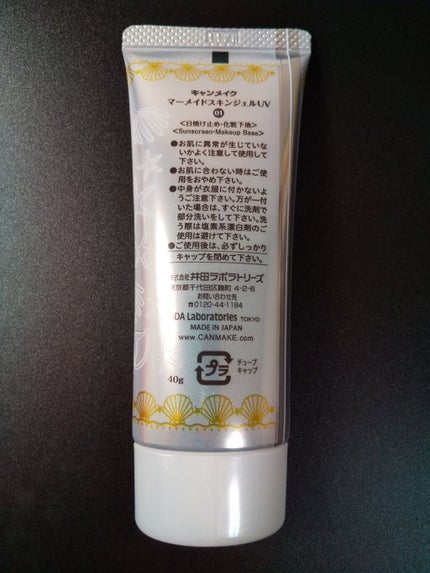 キャンメイク
マーメイドスキンジェルUV
01
<日焼け止め・化粧下地>
<Sunscreen・Makeup Base>
●お肌に異常が生じていな
いかよく注意して使用して
下さい。
●お肌に合わない時はご使
用をおやめ下さい。
●中身が衣服に付かないよ
うご注意下さい。万が一付
いた場合は、すぐに洗剤で
部分洗いをして下さい。洗
う際は塩素系漂白剤のご
使用は避けて下さい。
●ご使用後は、必ずしっかり
キャップを閉めて下さい。
株式会社 井田ラボラトリーズ
東京都千代田区麹町 4-2-6
お問い合わせ先
☎0120-44-1184
IDA Laboratories TOKYO
MADE IN JAPAN
www.CANMAKE.com
プラ
チューブ
キャップ
40g